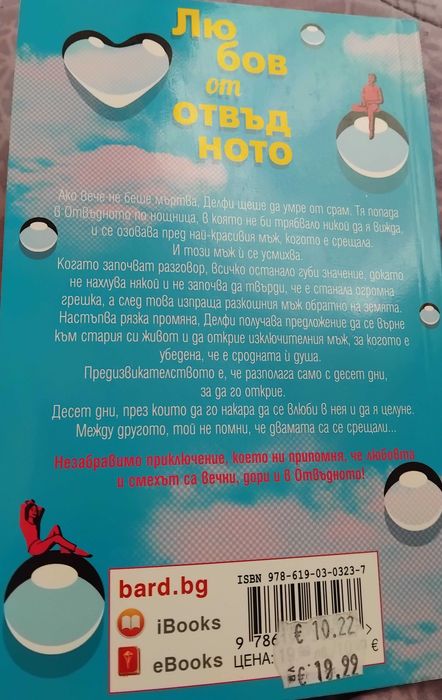 Лю
бов
от
отвъд
ното
Ако вече не беше мъртва, Делфи щеше да умре от срам. Тя попада
в Отвъдното по нощница, в която не би трябвало никой да я вижда,
и се озовава пред най-красивия мъж, когото е срещала.
И този мъж ѝ се усмихва.
Когато започват разговор, всичко останало губи значение, докато
не нахлува някой и не започва да твърди, че е станала огромна
грешка, а след това изпраща разкошния мъж обратно на земята.
Настъпва рязка промяна, Делфи получава предложение да се върне
към стария си живот и да открие изключителния мъж, за когото е
убедена, че е сродната ѝ душа.
Предизвикателството е, че разполага само с десет дни,
за да го открие.
Десет дни, през които да го накара да се влюби в нея и да я целуне.
Между другото, той не помни, че двамата са се срещали...
Незабравимо приключение, което ни припомня, че любовта
и смехът са вечни, дори и в Отвъдното!
bard.bg
iBooks
eBooks
ISBN 978-619-03-0323-7
9 786
ЦЕНА:
€ 10.22
€ 19.99